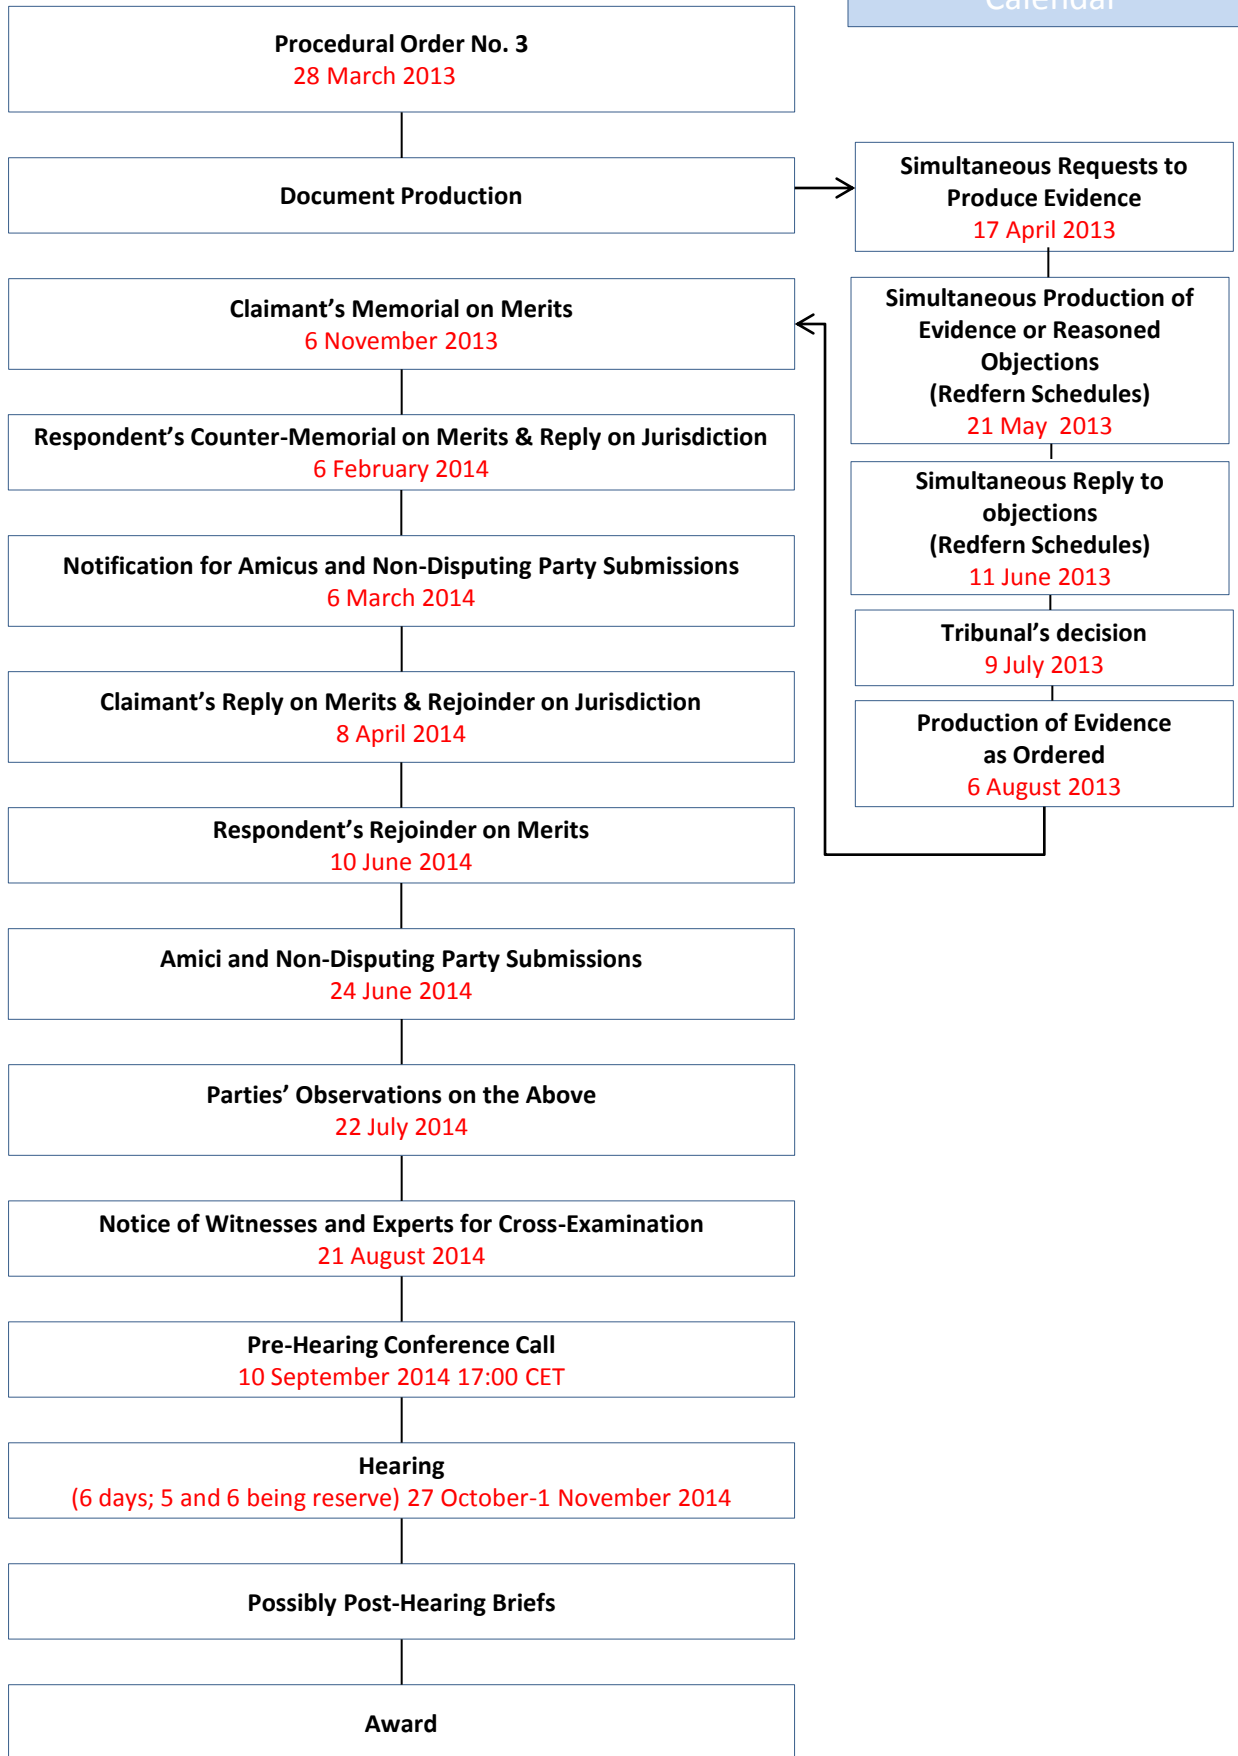 Calendar
Procedural Order No. 3
28 March 2013
Document Production
Simultaneous Requests to
Produce Evidence
17 April 2013
Simultaneous Production of
Evidence or Reasoned
Objections
(Redfern Schedules)
21 May 2013
Simultaneous Reply to
objections
(Redfern Schedules)
11 June 2013
Tribunal's decision
9 July 2013
Production of Evidence
as Ordered
6 August 2013
Claimant's Memorial on Merits
6 November 2013
Respondent's Counter-Memorial on Merits & Reply on Jurisdiction
6 February 2014
Notification for Amicus and Non-Disputing Party Submissions
6 March 2014
Claimant's Reply on Merits & Rejoinder on Jurisdiction
8 April 2014
Respondent's Rejoinder on Merits
10 June 2014
Amici and Non-Disputing Party Submissions
24 June 2014
Parties' Observations on the Above
22 July 2014
Notice of Witnesses and Experts for Cross-Examination
21 August 2014
Pre-Hearing Conference Call
10 September 2014 17:00 CET
Hearing
(6 days; 5 and 6 being reserve) 27 October-1 November 2014
Possibly Post-Hearing Briefs
Award